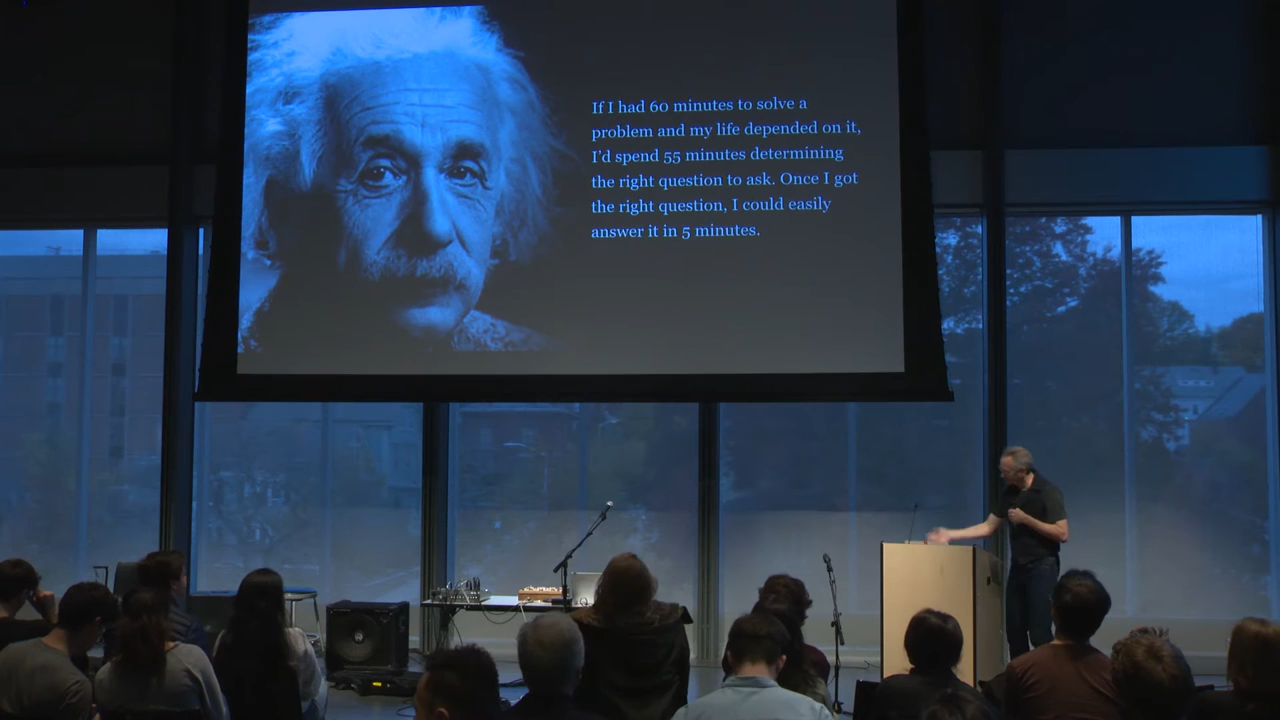 If I had 60 minutes to solve a
problem and my life depended on it,
I'd spend 55 minutes determining
the right question to ask. Once I got
the right question, I could easily
answer it in 5 minutes.